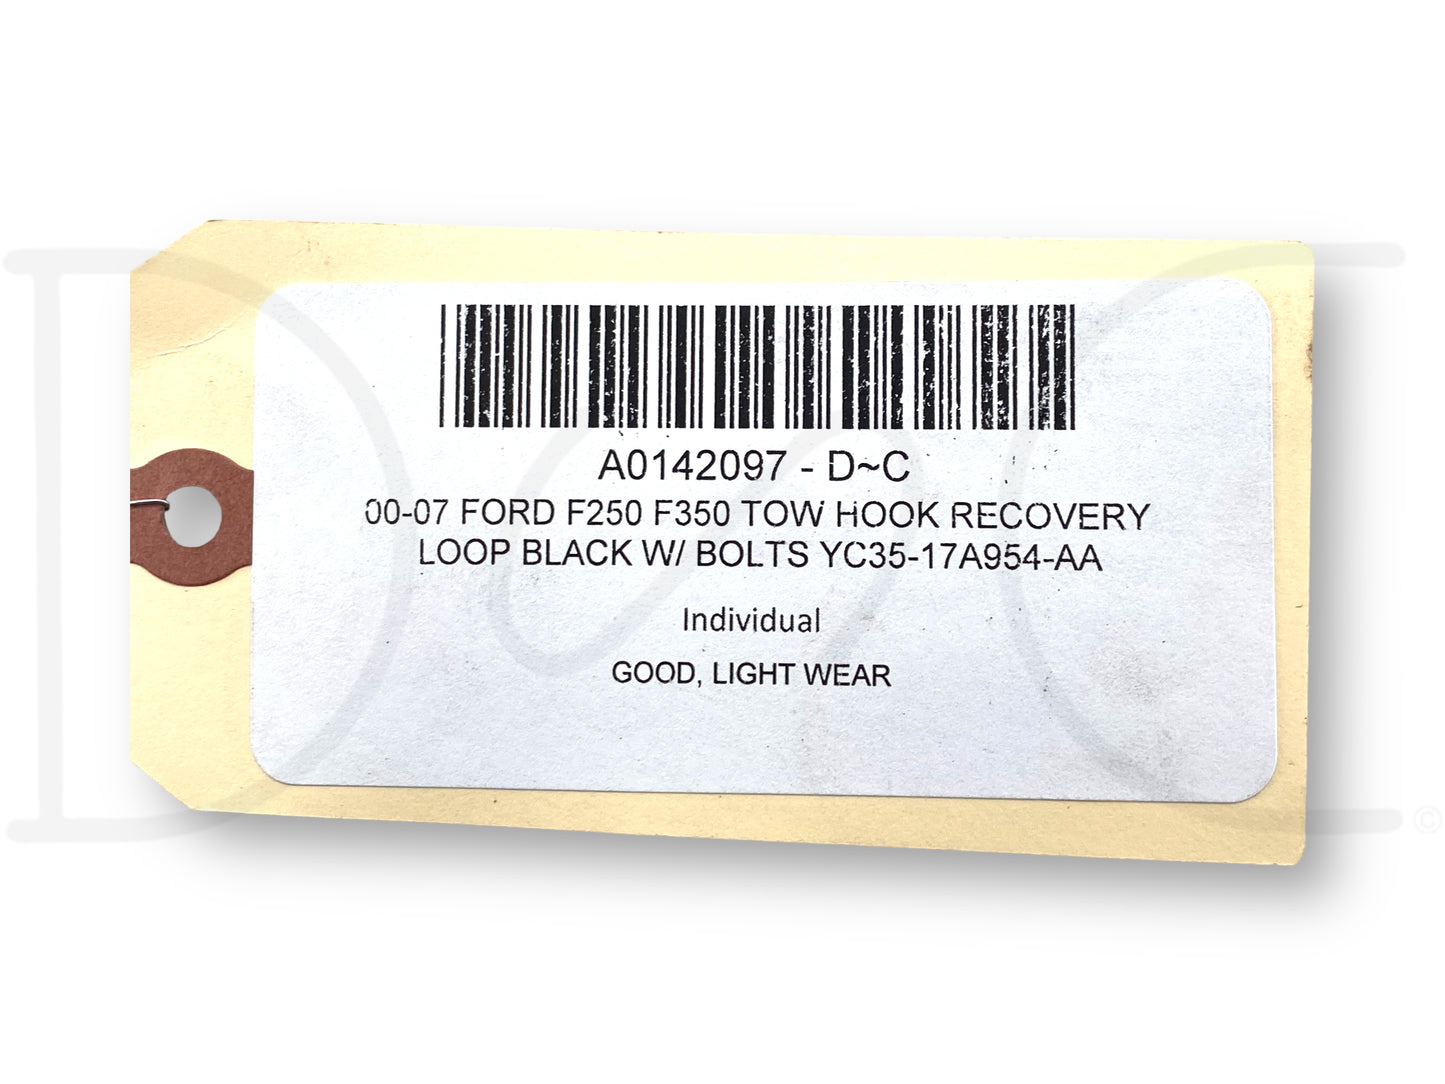 A0142097 - D~C
00-07 FORD F250 F350 TOW HOOK RECOVERY
LOOP BLACK W/ BOLTS YC35-17A954-AA
Individual
GOOD, LIGHT WEAR
D~C ©